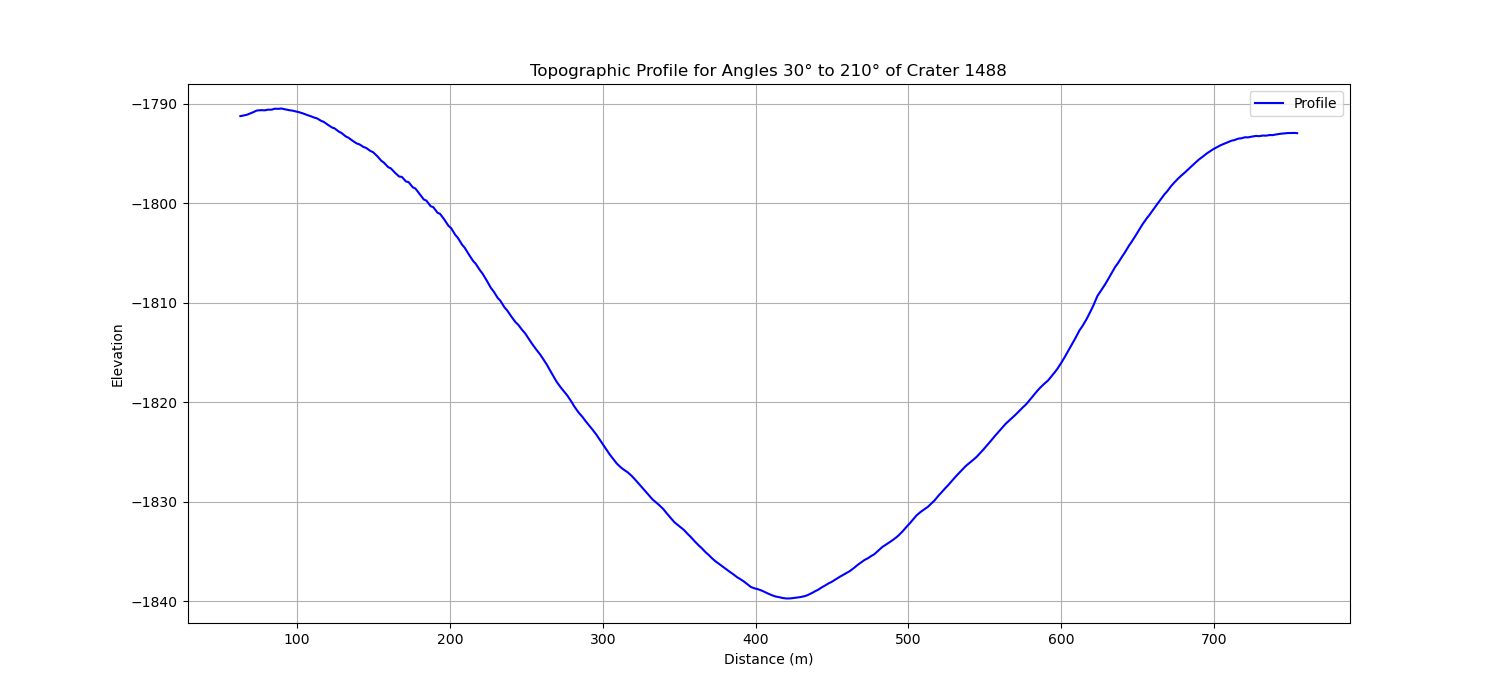 Topographic Profile for Angles 30° to 210° of Crater 1488
Profile
Elevation
−1790
−1800
−1810
−1820
−1830
−1840
100 200 300 400 500 600 700
Distance (m)